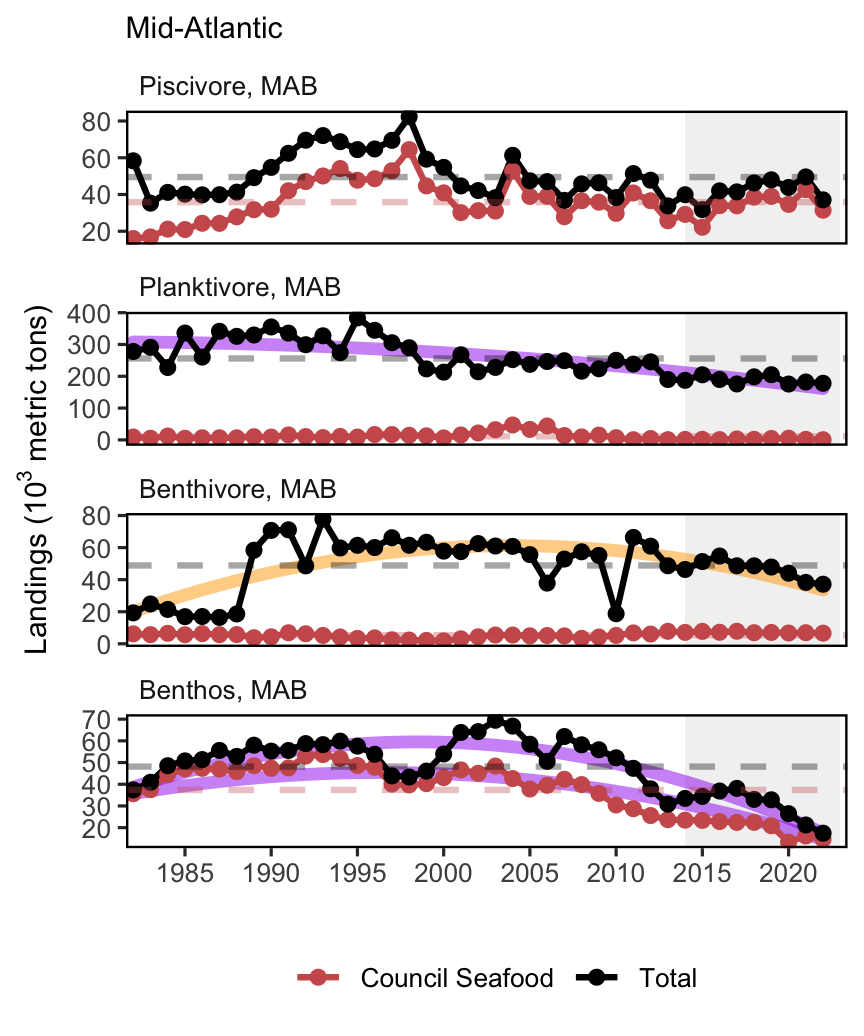 Mid-Atlantic
Piscivore, MAB
80
60
40
20
Planktivore, MAB
400
300
200
100
0
Landings (10³ metric tons)
Benthivore, MAB
80
60
40
20
0
Benthos, MAB
70
60
50
40
30
20
1985 1990 1995 2000 2005 2010 2015 2020
Council Seafood Total